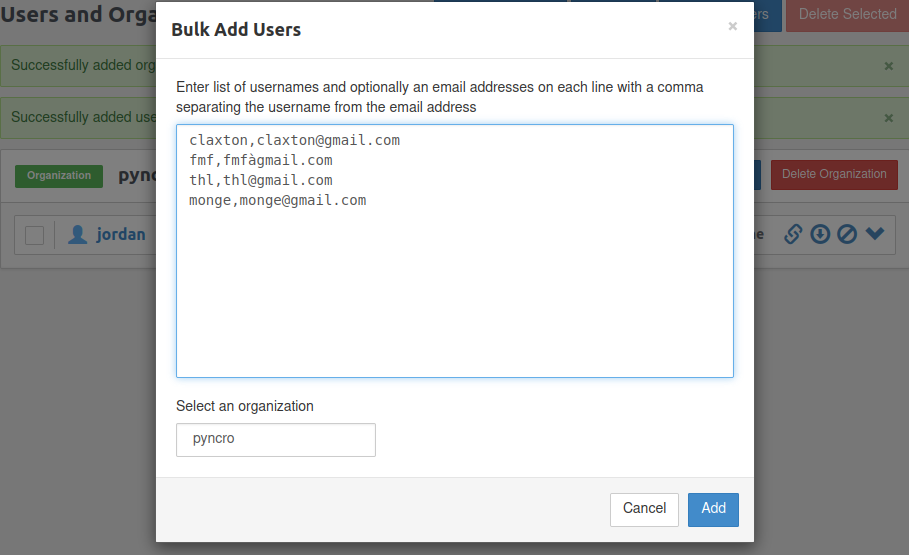 Users and Orga
ers
Delete Selected
Successfully added org
×
Successfully added use
×
Organization
pync
Delete Organization
jordan
ne
Bulk Add Users
×
Enter list of usernames and optionally an email addresses on each line with a comma
separating the username from the email address
claxton,claxton@gmail.com
fmf,fmfàgmail.com
thl,thl@gmail.com
monge,monge@gmail.com
Select an organization
pyncro
Cancel
Add